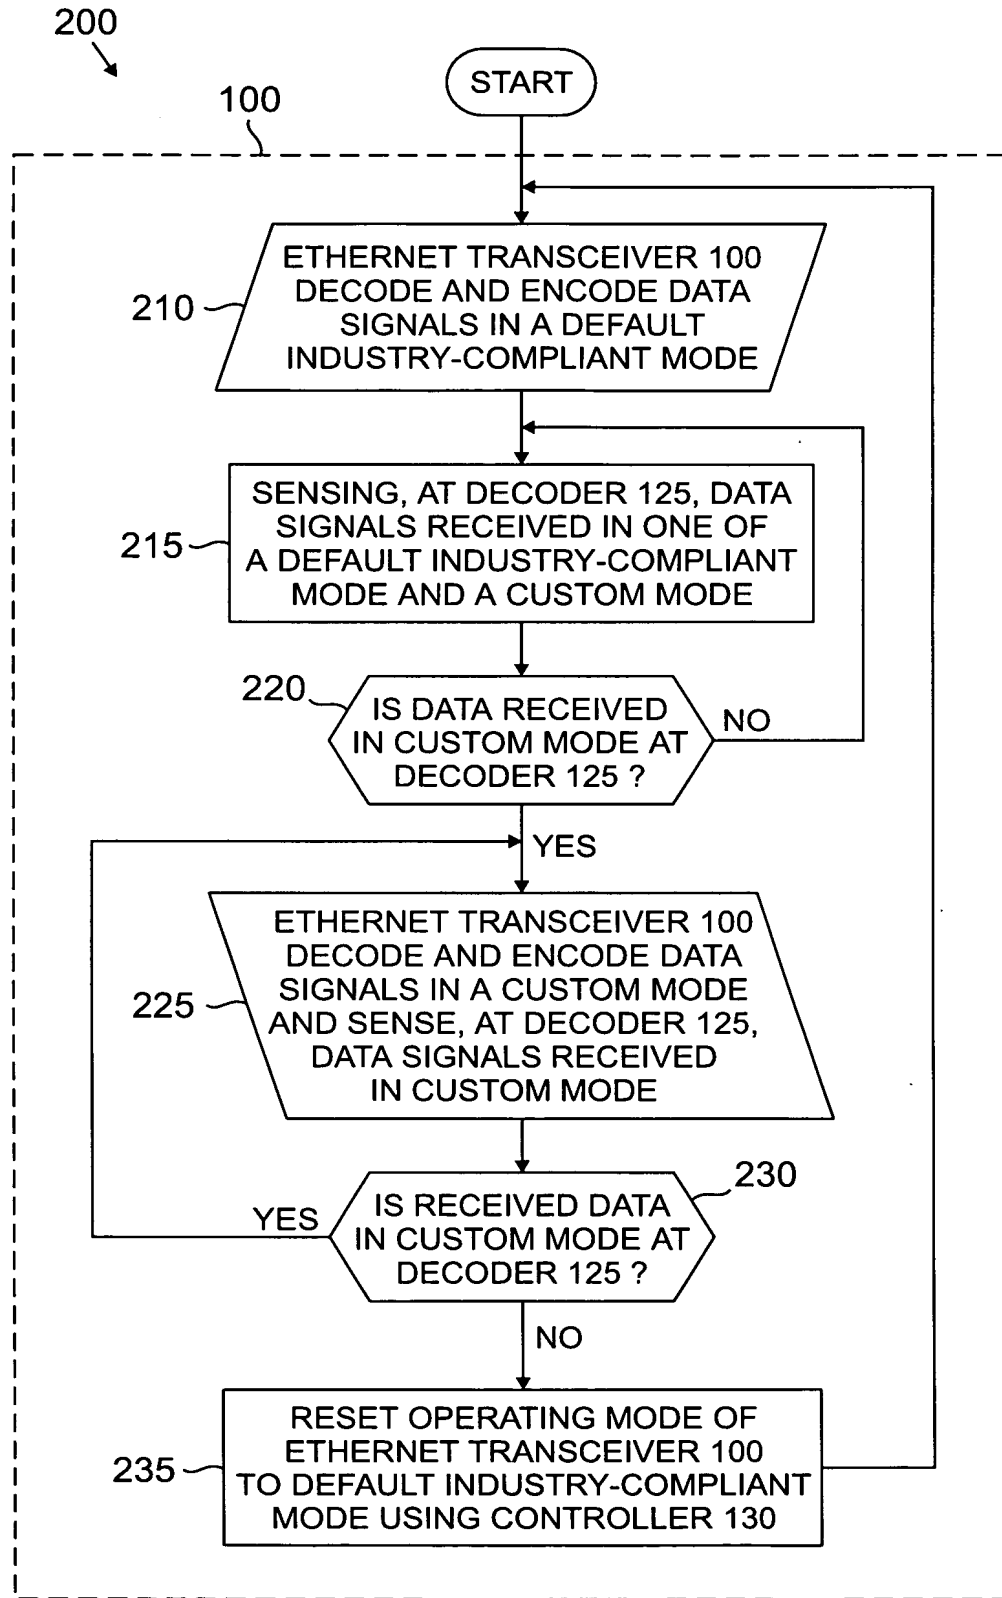 200
START
100
ETHERNET TRANSCEIVER 100
DECODE AND ENCODE DATA
SIGNALS IN A DEFAULT
INDUSTRY-COMPLIANT MODE
210
SENSING, AT DECODER 125, DATA
SIGNALS RECEIVED IN ONE OF
A DEFAULT INDUSTRY-COMPLIANT
MODE AND A CUSTOM MODE
215
220
IS DATA RECEIVED
IN CUSTOM MODE AT
DECODER 125 ?
NO
YES
ETHERNET TRANSCEIVER 100
DECODE AND ENCODE DATA
SIGNALS IN A CUSTOM MODE
AND SENSE, AT DECODER 125,
DATA SIGNALS RECEIVED
IN CUSTOM MODE
225
230
IS RECEIVED DATA
IN CUSTOM MODE AT
DECODER 125 ?
YES
NO
RESET OPERATING MODE OF
ETHERNET TRANSCEIVER 100
TO DEFAULT INDUSTRY-COMPLIANT
MODE USING CONTROLLER 130
235